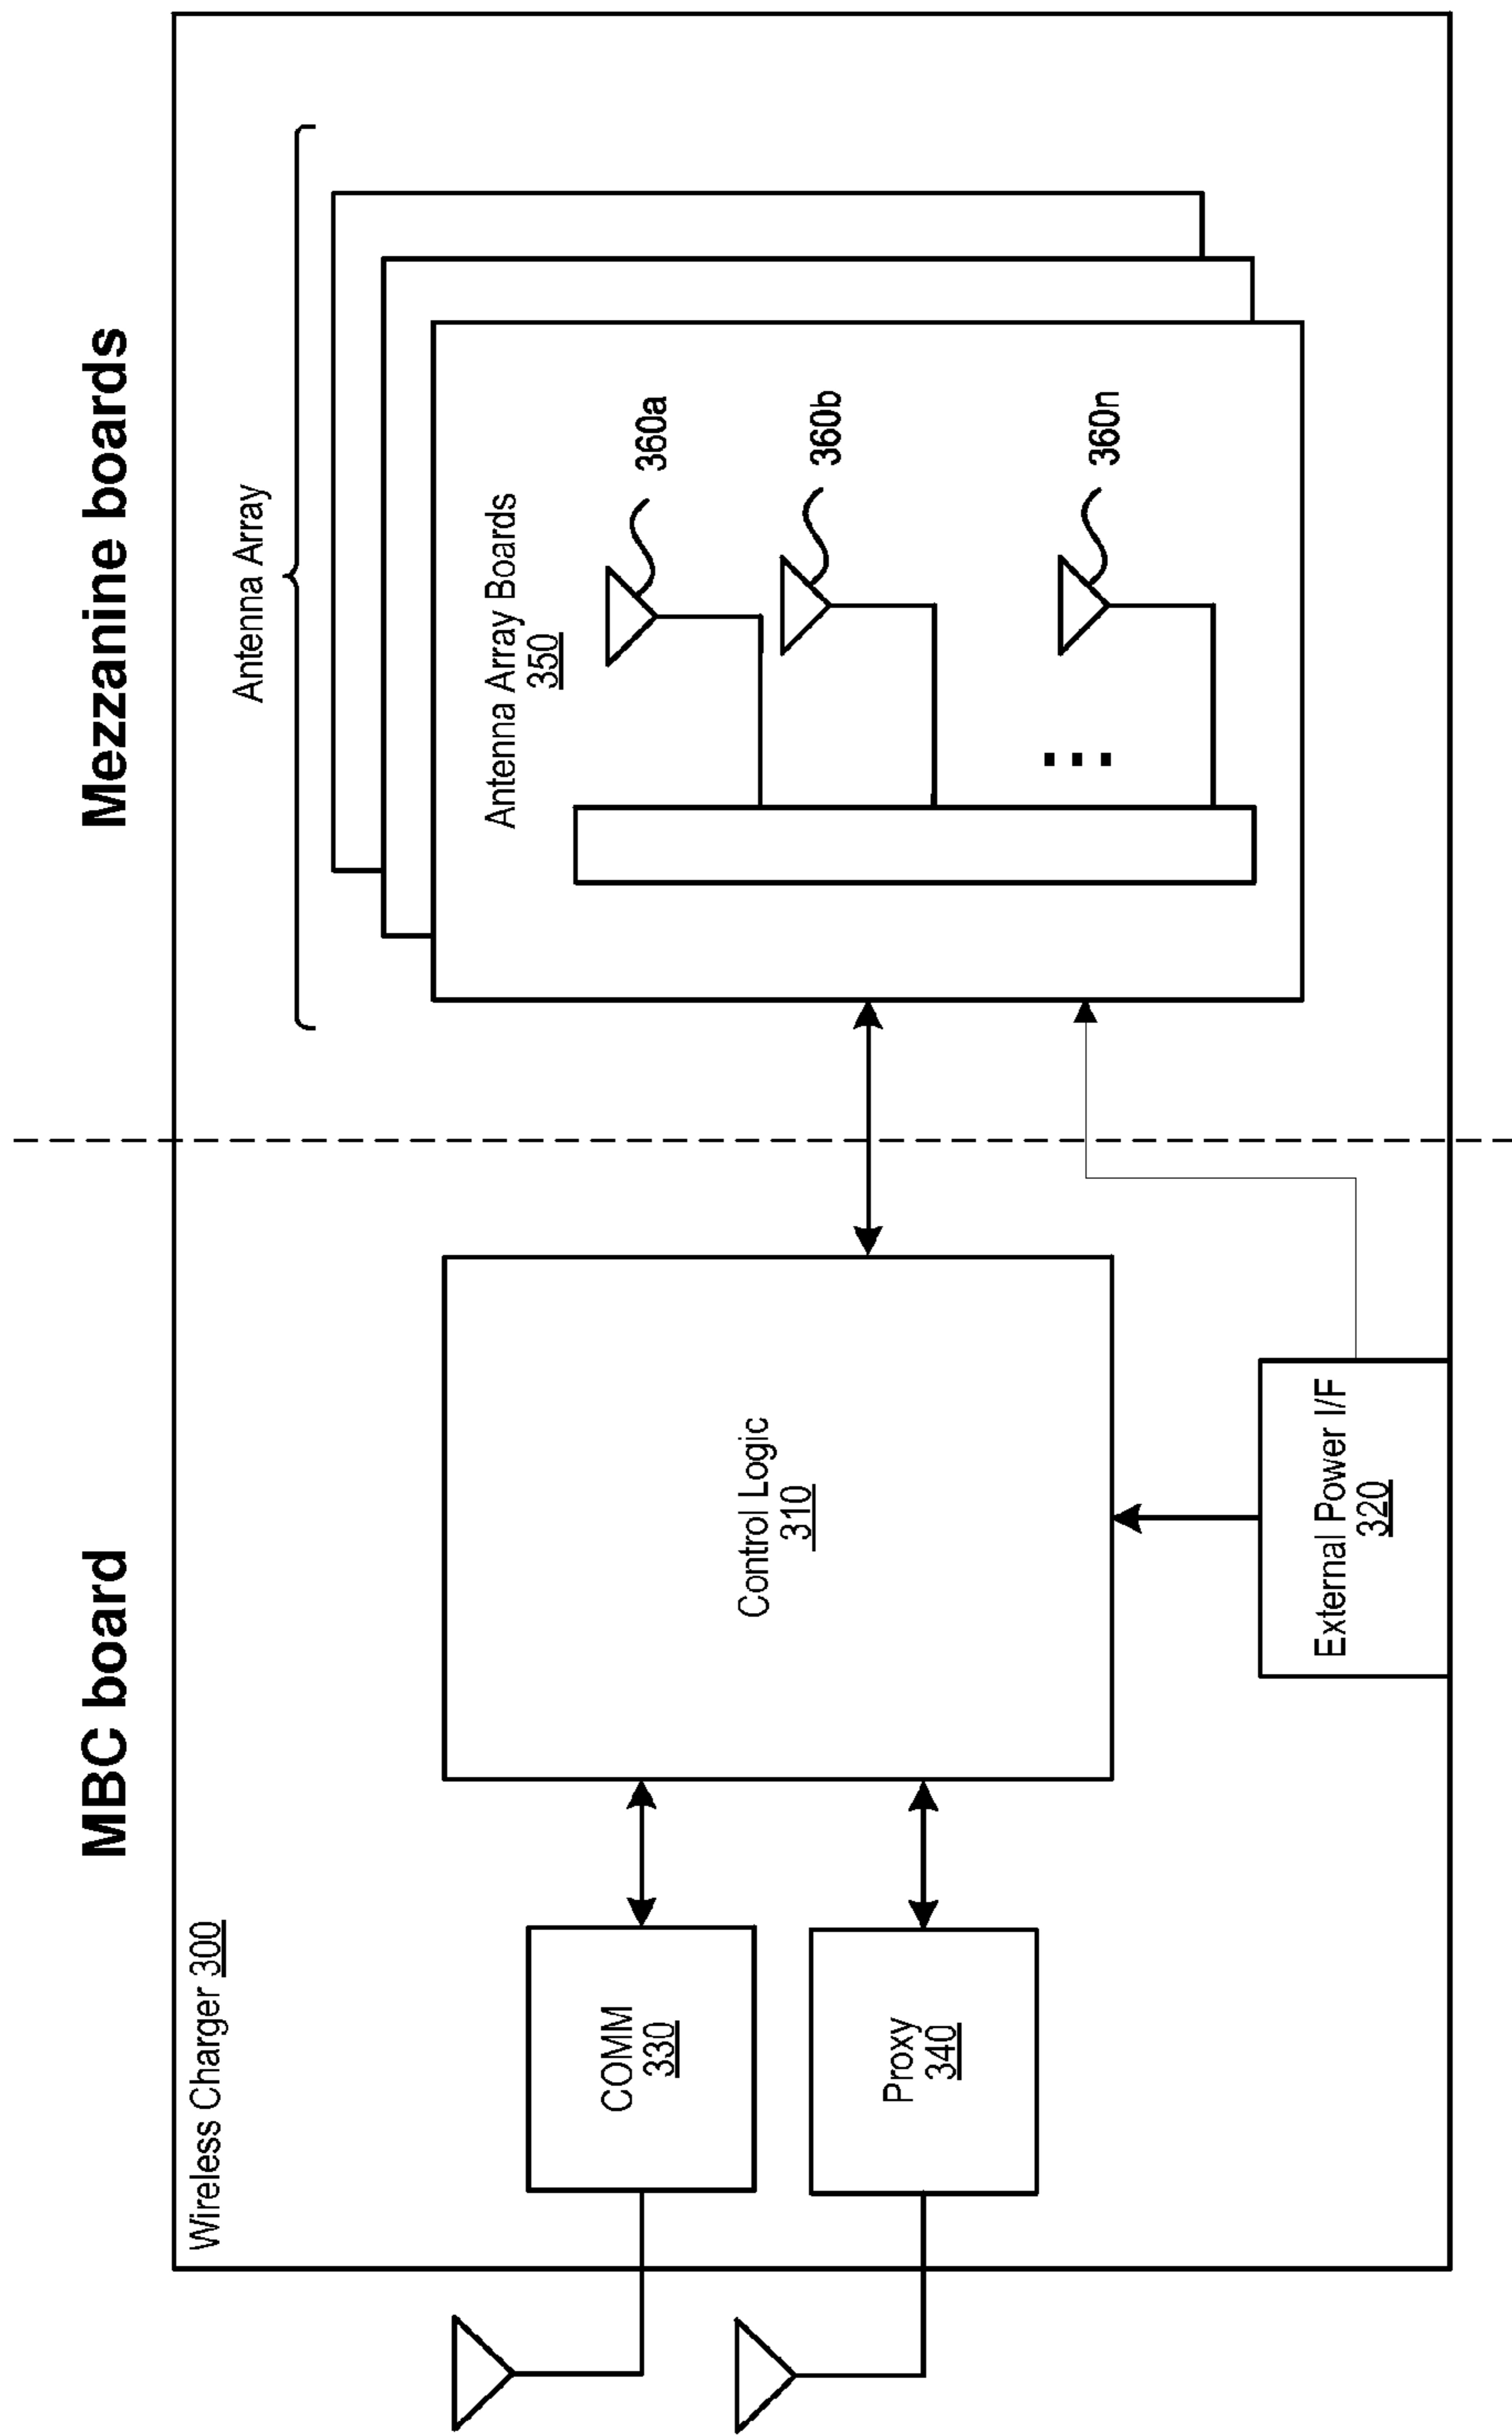 MBC board
Mezzanine boards
Wireless Charger 300
Antenna Array
Antenna Array Boards
350
360a
360b
...
360n
COMM
330
Proxy
340
Control Logic
310
External Power I/F
320